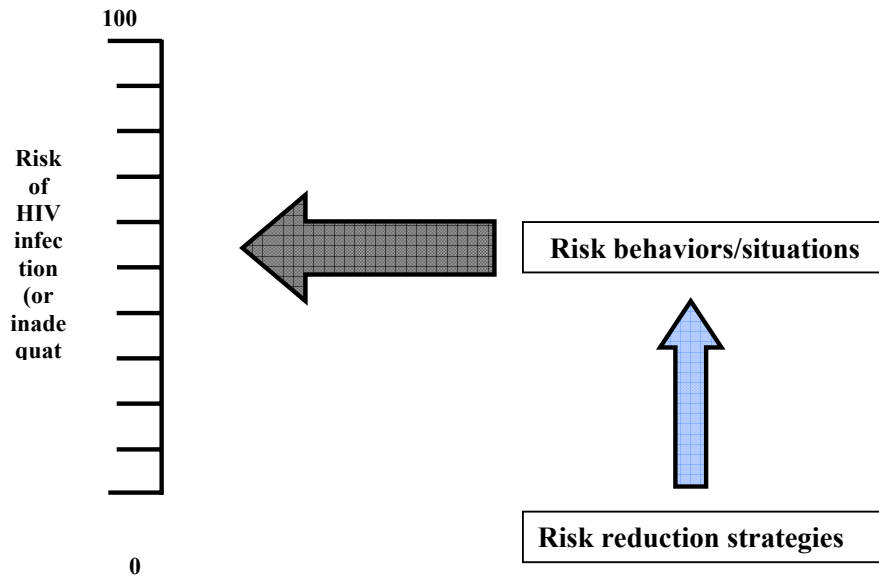 100
Risk
of
HIV
infec
tion
(or
inade
quat
Risk behaviors/situations
Risk reduction strategies
0